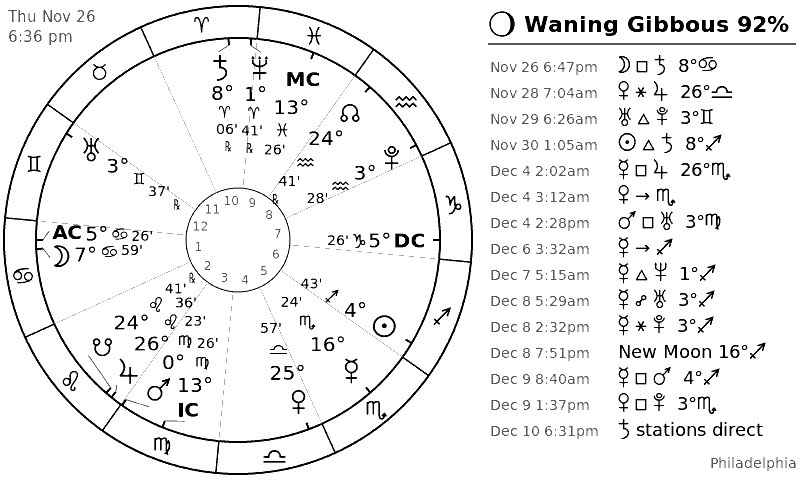 Thu Nov 26
6:36 pm
♄ ♆ MC
8° 1° 13°
♈ ♈ ♓
06' 41' 26'
℞ ℞
☊ 24° ♒ 41' ℞
♇ 3° ♒ 28'
♅ 3° ♊ 37' ℞
AC 5° ♋ 26'
☽ 7° ♋ 59'
26' ♑ 5° DC
☋ 24° ♌ 41' ℞
♃ 26° ♌ 36'
♂ 0° ♍ 23'
IC 13° ♍ 26'
♀ 25° ♎ 57'
☿ 16° ♏ 24'
☉ 4° ♐ 43'
♈ ♓ ♒ ♑ ♐ ♏ ♎ ♍ ♌ ♋ ♊ ♉
1 2 3 4 5 6 7 8 9 10 11 12
Waning Gibbous 92%
Nov 26 6:47pm ☽ □ ♄ 8°♋
Nov 28 7:04am ♀ ⚹ ♃ 26°♎
Nov 29 6:26am ♅ △ ♇ 3°♊
Nov 30 1:05am ☉ △ ♄ 8°♐
Dec 4 2:02am ☿ □ ♃ 26°♏
Dec 4 3:12am ♀ → ♏
Dec 4 2:28pm ♂ □ ♅ 3°♍
Dec 6 3:32am ☿ → ♐
Dec 7 5:15am ☿ △ ♆ 1°♐
Dec 8 5:29am ☿ ☍ ♅ 3°♐
Dec 8 2:32pm ☿ ⚹ ♇ 3°♐
Dec 8 7:51pm New Moon 16°♐
Dec 9 8:40am ☿ □ ♂ 4°♐
Dec 9 1:37pm ♀ □ ♇ 3°♏
Dec 10 6:31pm ♄ stations direct
Philadelphia